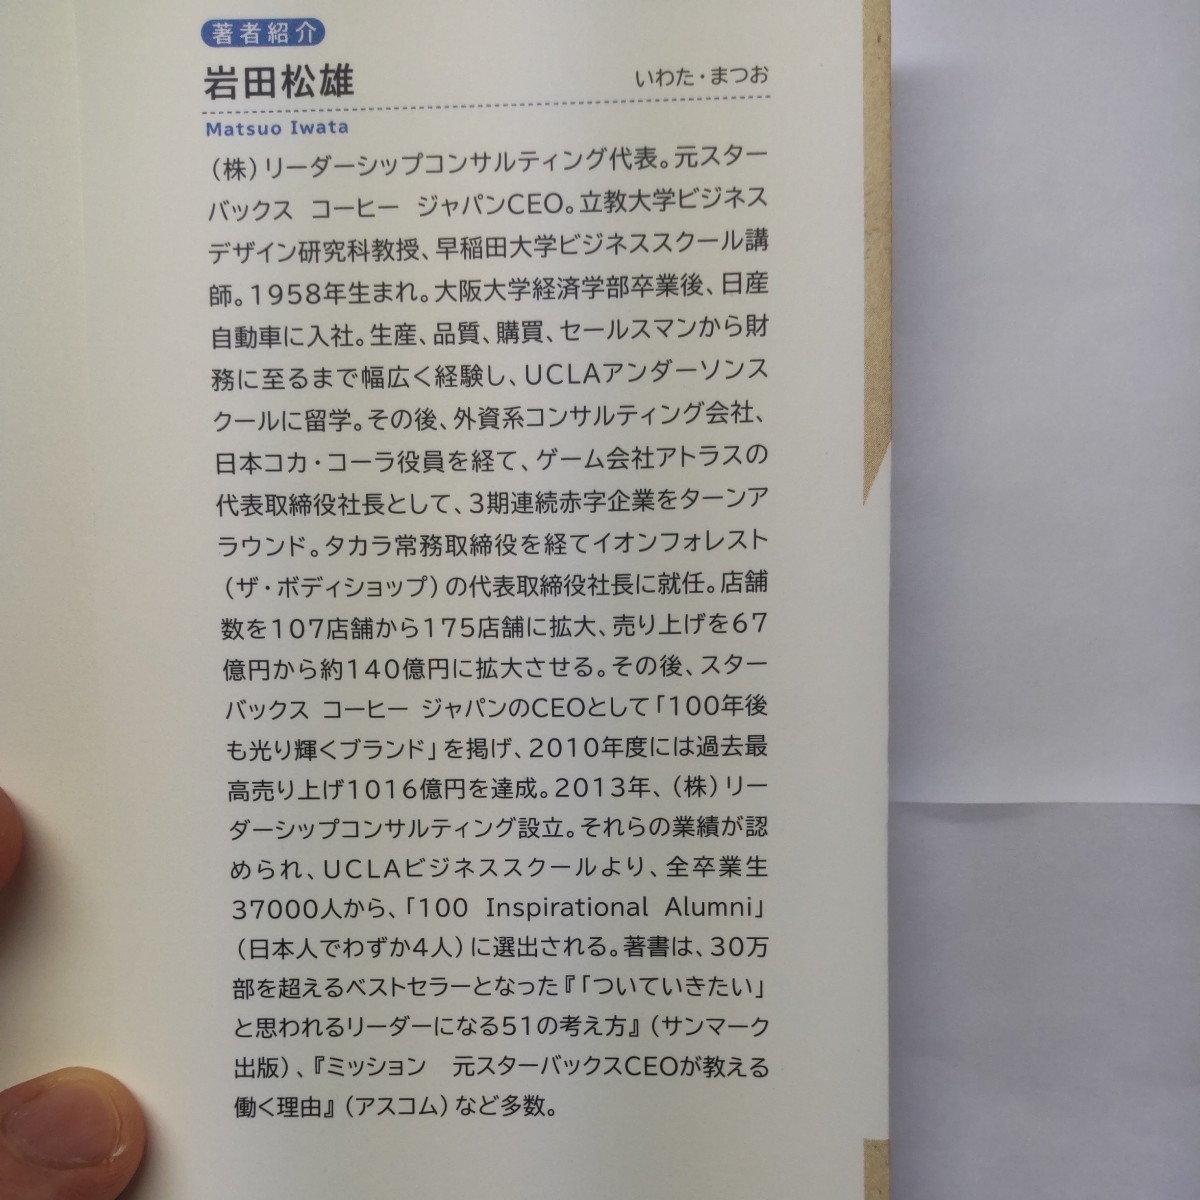 著者紹介
岩田松雄 いわた・まつお
Matsuo Iwata
(株)リーダーシップコンサルティング代表。元スター
バックス コーヒー ジャパンCEO。立教大学ビジネス
デザイン研究科教授、早稲田大学ビジネススクール講
師。1958年生まれ。大阪大学経済学部卒業後、日産
自動車に入社。生産、品質、購買、セールスマンから財
務に至るまで幅広く経験し、UCLAアンダーソンス
クールに留学。その後、外資系コンサルティング会社、
日本コカ・コーラ役員を経て、ゲーム会社アトラスの
代表取締役社長として、3期連続赤字企業をターンア
ラウンド。タカラ常務取締役を経てイオンフォレスト
(ザ・ボディショップ)の代表取締役社長に就任。店舗
数を107店舗から175店舗に拡大、売り上げを67
億円から約140億円に拡大させる。その後、スター
バックス コーヒー ジャパンのCEOとして「100年後
も光り輝くブランド」を掲げ、2010年度には過去最
高売り上げ1016億円を達成。2013年、(株)リー
ダーシップコンサルティング設立。それらの業績が認
められ、UCLAビジネススクールより、全卒業生
37000人から、「100 Inspirational Alumni」
(日本人でわずか4人)に選出される。著書は、30万
部を超えるベストセラーとなった『「ついていきたい」
と思われるリーダーになる51の考え方』(サンマーク
出版)、『ミッション 元スターバックスCEOが教える
働く理由』(アスコム)など多数。